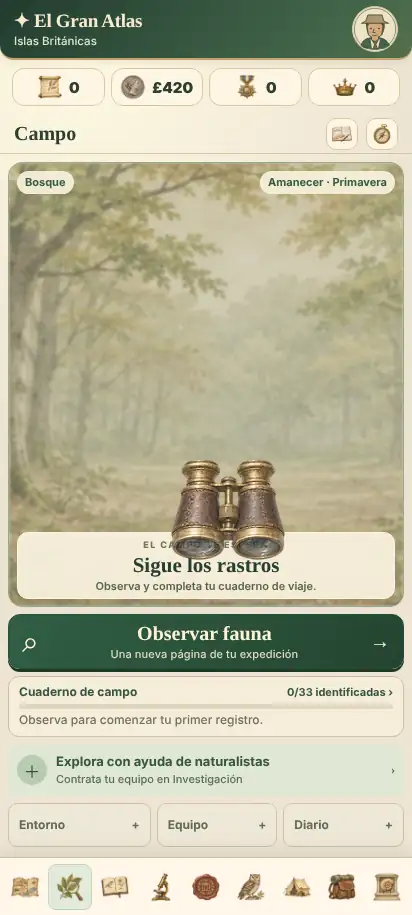 ✦ El Gran Atlas
Islas Británicas
0
£420
0
0
Campo
Bosque
Amanecer · Primavera
Sigue los rastros
Observa y completa tu cuaderno de viaje.
Observar fauna
Una nueva página de tu expedición
→
Cuaderno de campo
0/33 identificadas ›
Observa para comenzar tu primer registro.
+
Explora con ayuda de naturalistas
Contrata tu equipo en Investigación
›
Entorno +
Equipo +
Diario +